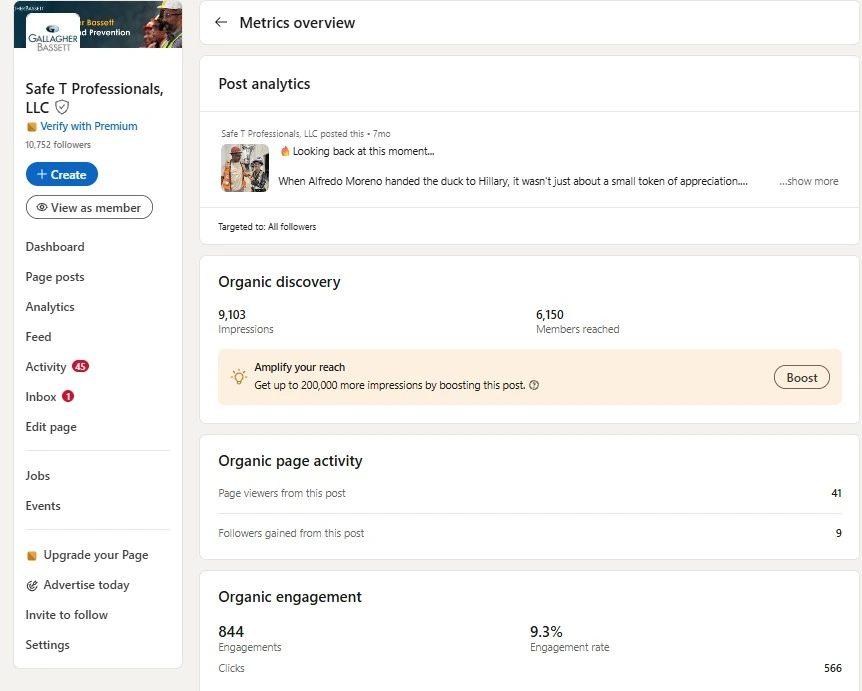 GALLAGHER
BASSETT
er Bassett
d Prevention
Safe T Professionals,
LLC
Verify with Premium
10,752 followers
+ Create
View as member
Dashboard
Page posts
Analytics
Feed
Activity 45
Inbox 1
Edit page
Jobs
Events
Upgrade your Page
Advertise today
Invite to follow
Settings
Metrics overview
Post analytics
Safe T Professionals, LLC posted this • 7mo
🔥 Looking back at this moment...
When Alfredo Moreno handed the duck to Hillary, it wasn't just about a small token of appreciation.... ...show more
Targeted to: All followers
Organic discovery
9,103 6,150
Impressions Members reached
Amplify your reach
Get up to 200,000 more impressions by boosting this post.
Boost
Organic page activity
Page viewers from this post 41
Followers gained from this post 9
Organic engagement
844 9.3%
Engagements Engagement rate
Clicks 566